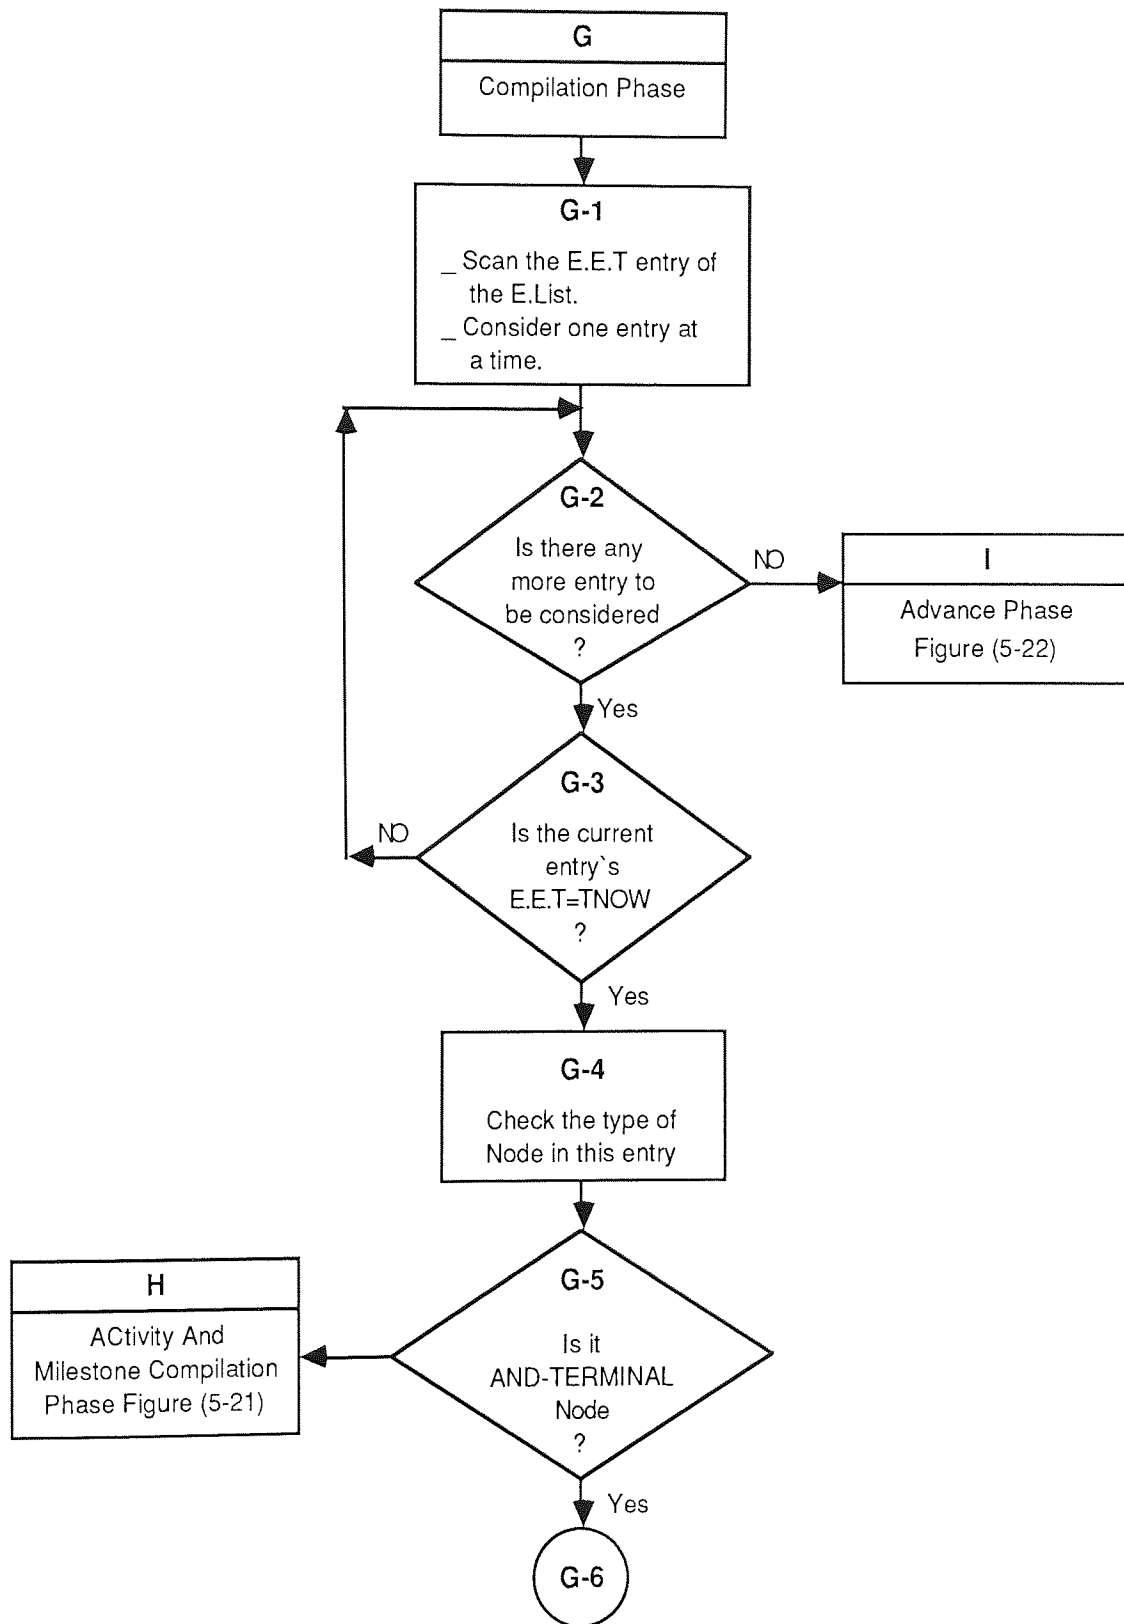 G
Compilation Phase
G-1
_ Scan the E.E.T entry of
the E.List.
_ Consider one entry at
a time.
G-2
Is there any
more entry to
be considered
?
NO
I
Advance Phase
Figure (5-22)
Yes
G-3
Is the current
entry`s
E.E.T=TNOW
?
NO
Yes
G-4
Check the type of
Node in this entry
G-5
Is it
AND-TERMINAL
Node
?
H
ACtivity And
Milestone Compilation
Phase Figure (5-21)
Yes
G-6